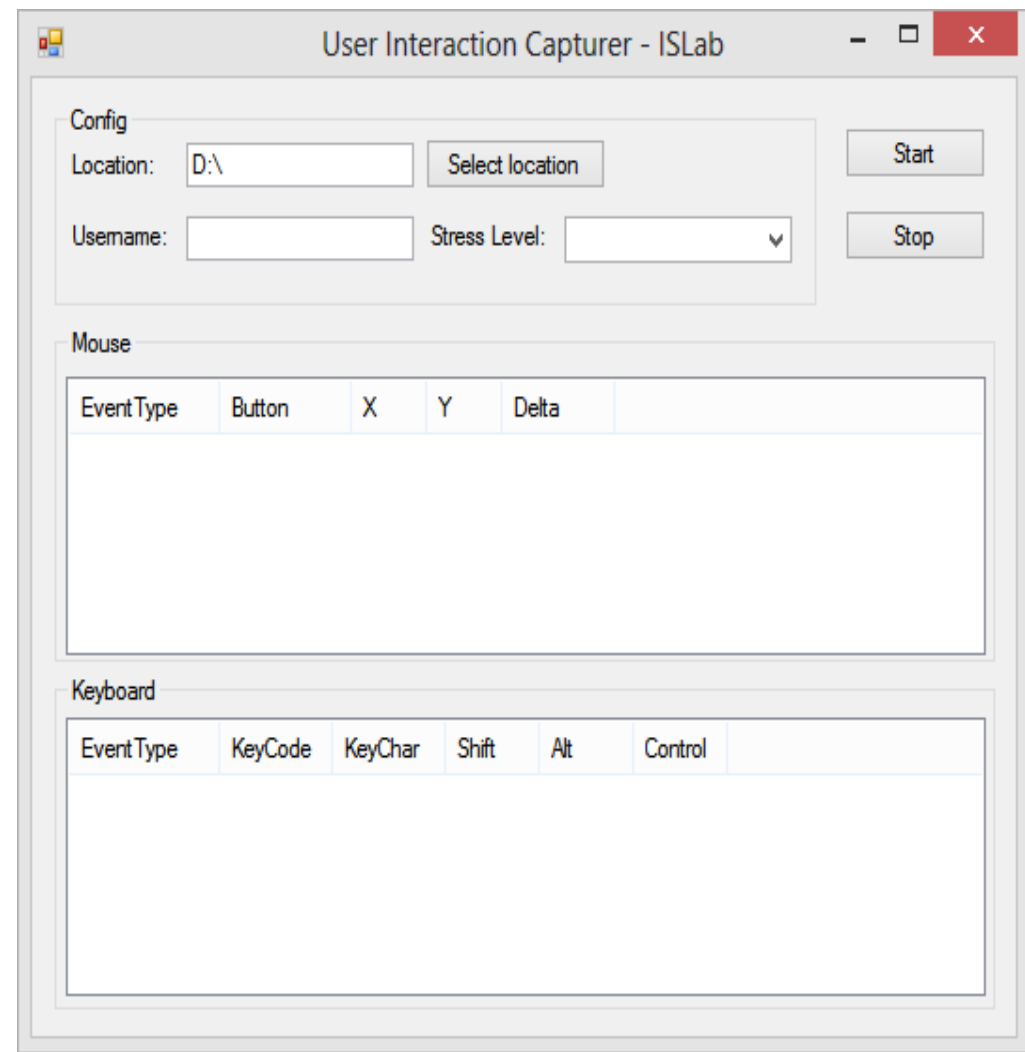 User Interaction Capturer - ISLab
Config
Location: D:\ Select location
Start
Username: Stress Level:
Stop
Mouse
EventType Button X Y Delta
Keyboard
EventType KeyCode KeyChar Shift Alt Control